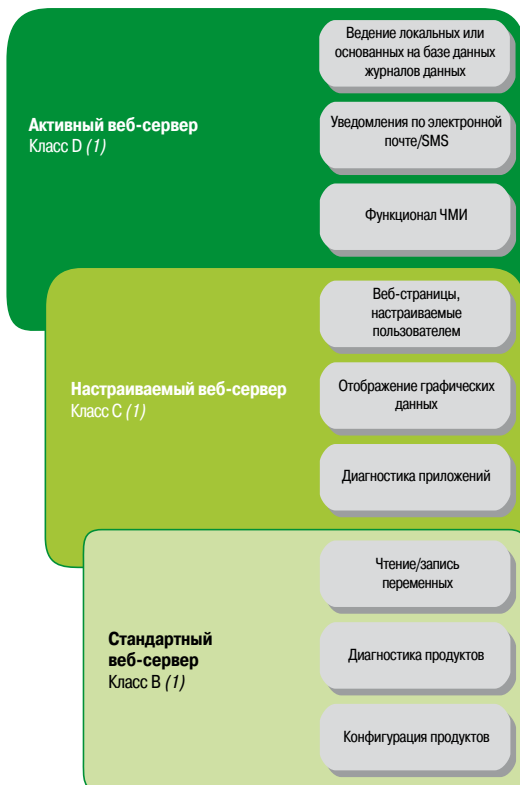 Ведение локальных или
основанных на базе данных
журналов данных
Активный веб-сервер
Класс D (1)
Уведомления по электронной
почте/SMS
Функционал ЧМИ
Веб-страницы,
настраиваемые
пользователем
Настраиваемый веб-сервер
Класс C (1)
Отображение графических
данных
Диагностика приложений
Чтение/запись
переменных
Стандартный
веб-сервер
Класс B (1)
Диагностика продуктов
Конфигурация продуктов